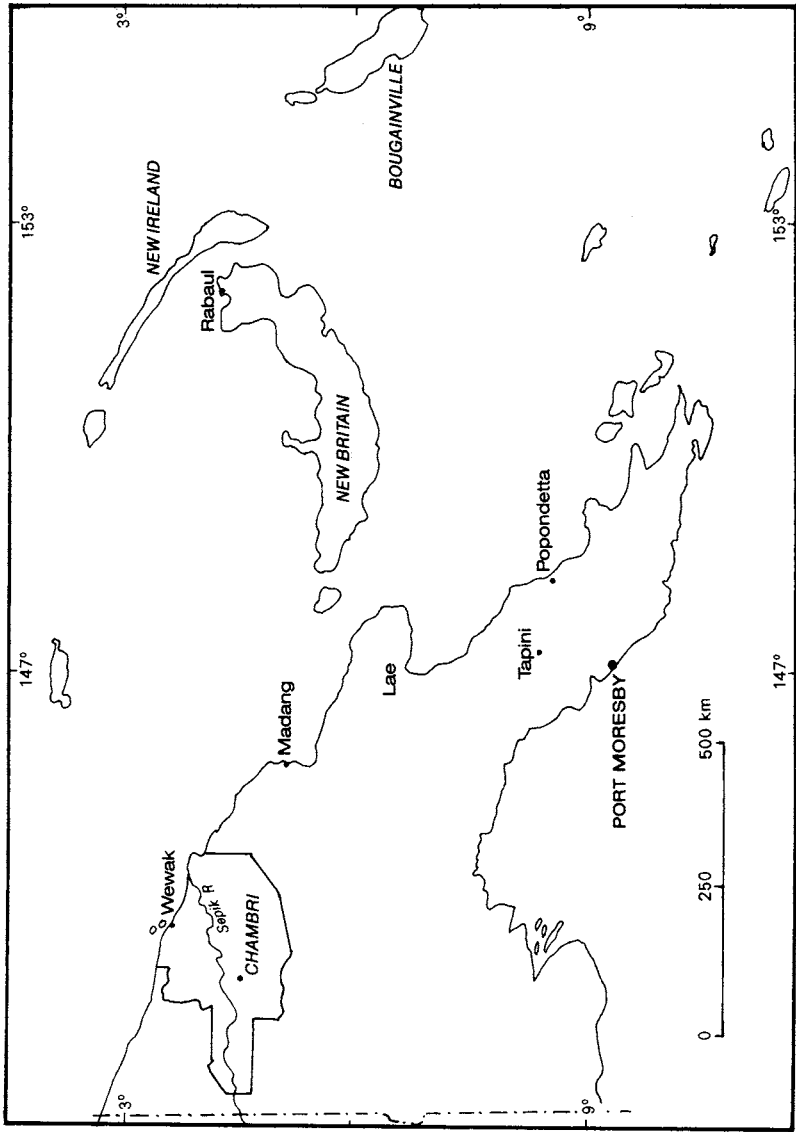 147°
153°
3°
3°
NEW IRELAND
Wewak
Rabaul
Sepik R
CHAMBRI
Madang
NEW BRITAIN
BOUGAINVILLE
Lae
Tapini
Popondetta
9°
9°
PORT MORESBY
0
250
500 km
147°
153°